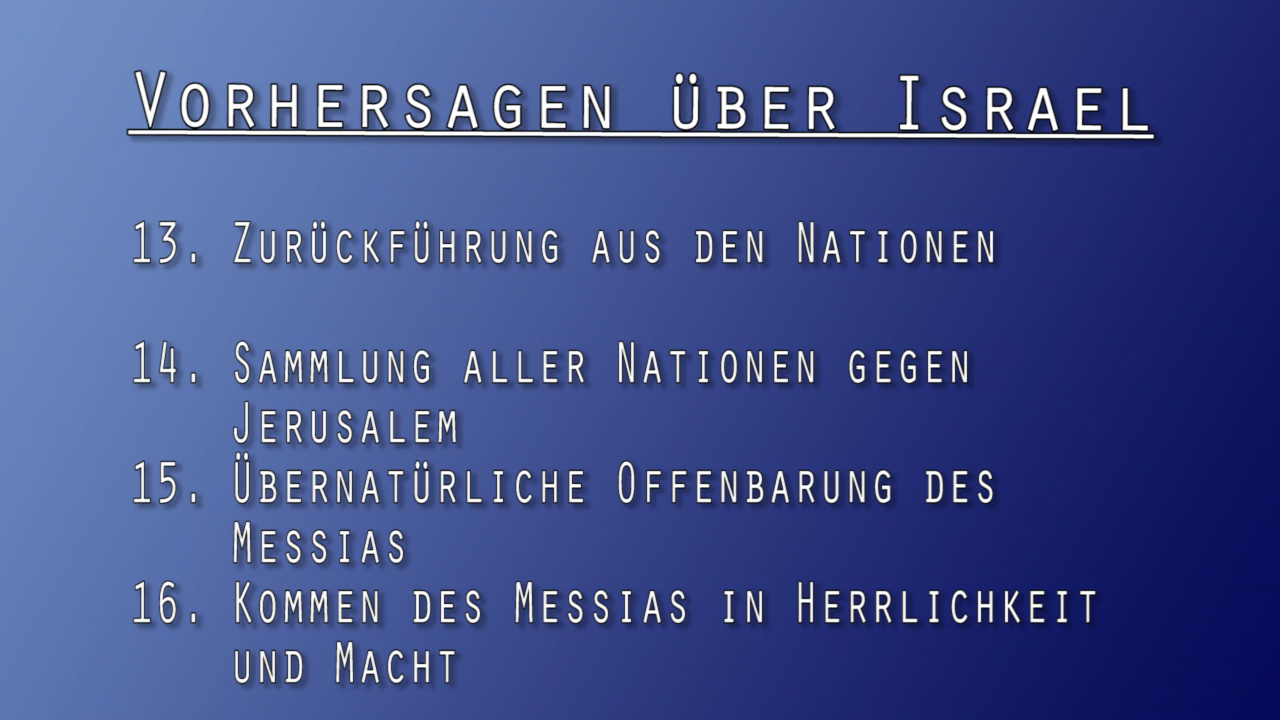 Vorhersagen über Israel
13. Zurückführung aus den Nationen
14. Sammlung aller Nationen gegen
Jerusalem
15. Übernatürliche Offenbarung des
Messias
16. Kommen des Messias in Herrlichkeit
und Macht